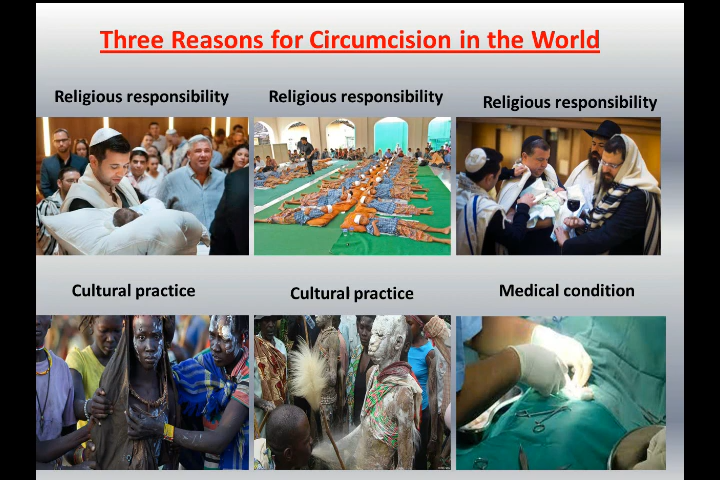 Three Reasons for Circumcision in the World
Religious responsibility
Religious responsibility
Religious responsibility
Cultural practice
Cultural practice
Medical condition